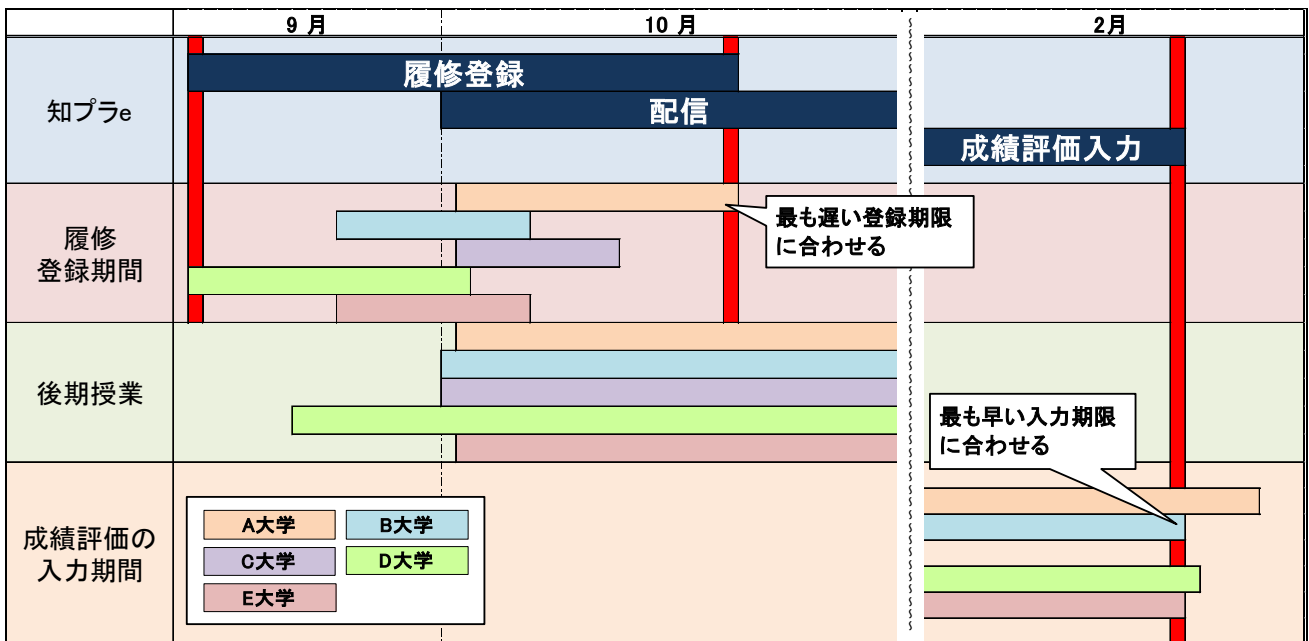 9 月
10 月
2月
知プラe
履修登録
配信
成績評価入力
履修
登録期間
最も遅い登録期限
に合わせる
後期授業
最も早い入力期限
に合わせる
成績評価の
入力期間
A大学
B大学
C大学
D大学
E大学